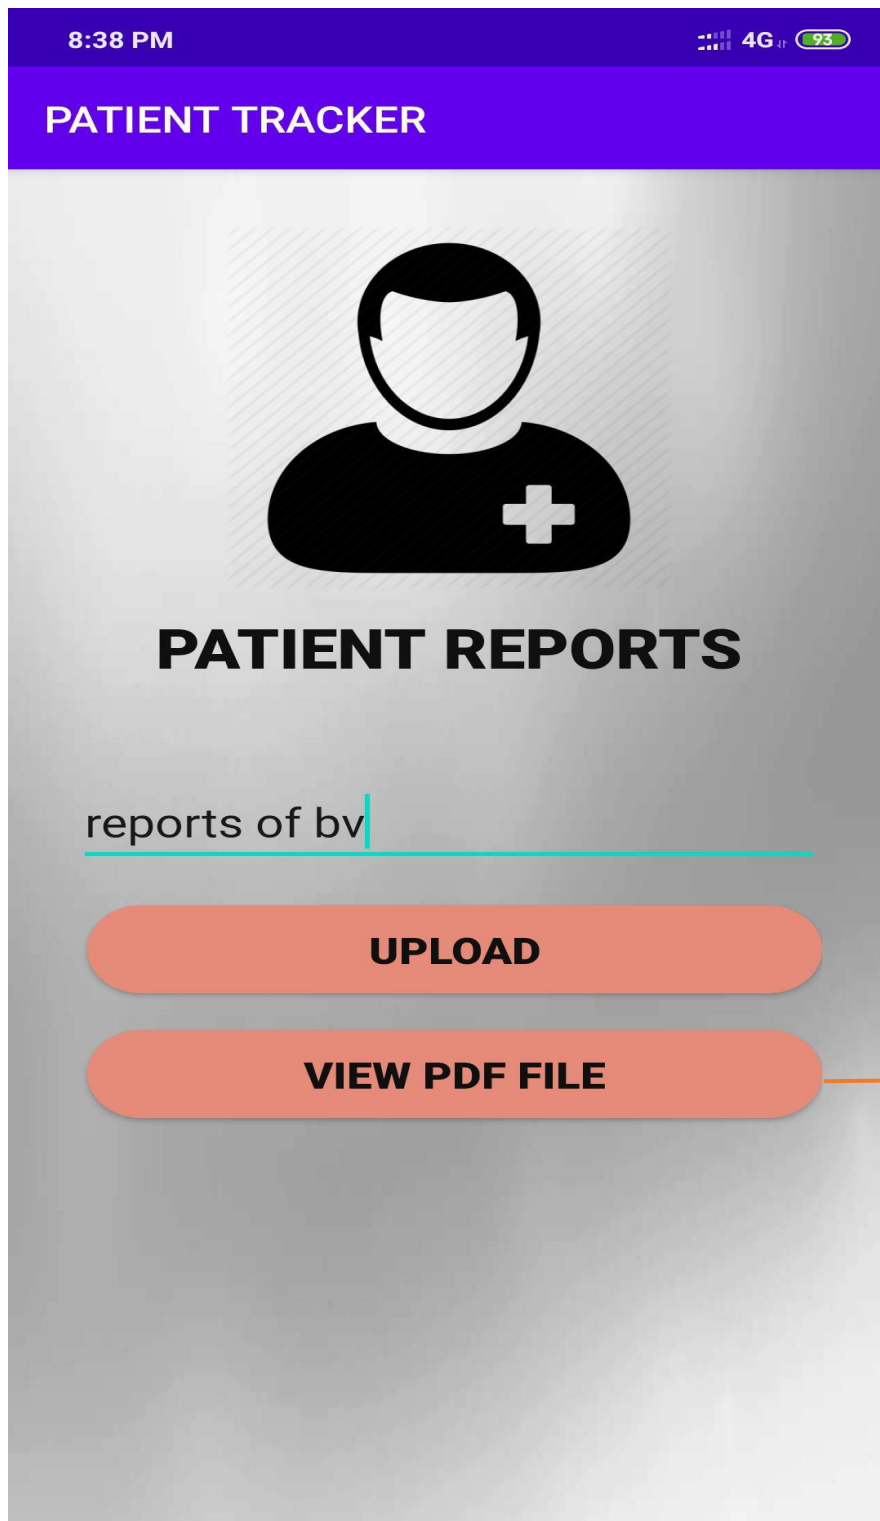 8:38 PM 4G 93
PATIENT TRACKER
PATIENT REPORTS
reports of bv
UPLOAD
VIEW PDF FILE